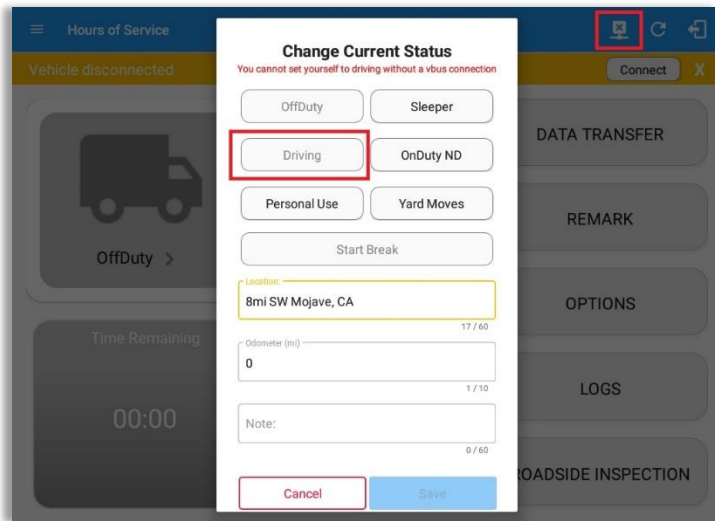 Hours of Service
Vehicle disconnected
Connect X
Change Current Status
You cannot set yourself to driving without a vbus connection
OffDuty Sleeper
Driving OnDuty ND
Personal Use Yard Moves
Start Break
Location:
8mi SW Mojave, CA
17 / 60
Odometer (mi)
0
1 / 10
Note:
0 / 60
Cancel Save
OffDuty >
Time Remaining
00:00
DATA TRANSFER
REMARK
OPTIONS
LOGS
ROADSIDE INSPECTION